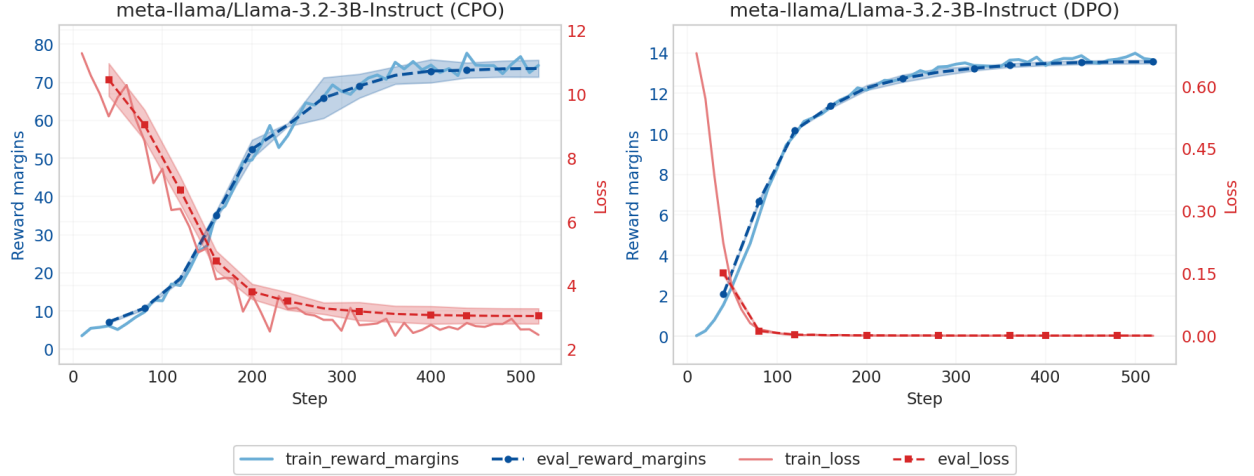 meta-llama/Llama-3.2-3B-Instruct (CPO)
80
70
60
50
40
30
20
10
0
Reward margins
12
10
8
6
4
2
Loss
0 100 200 300 400 500
Step
meta-llama/Llama-3.2-3B-Instruct (DPO)
14
12
10
8
6
4
2
0
Reward margins
0.60
0.45
0.30
0.15
0.00
Loss
0 100 200 300 400 500
Step
train_reward_margins eval_reward_margins train_loss eval_loss